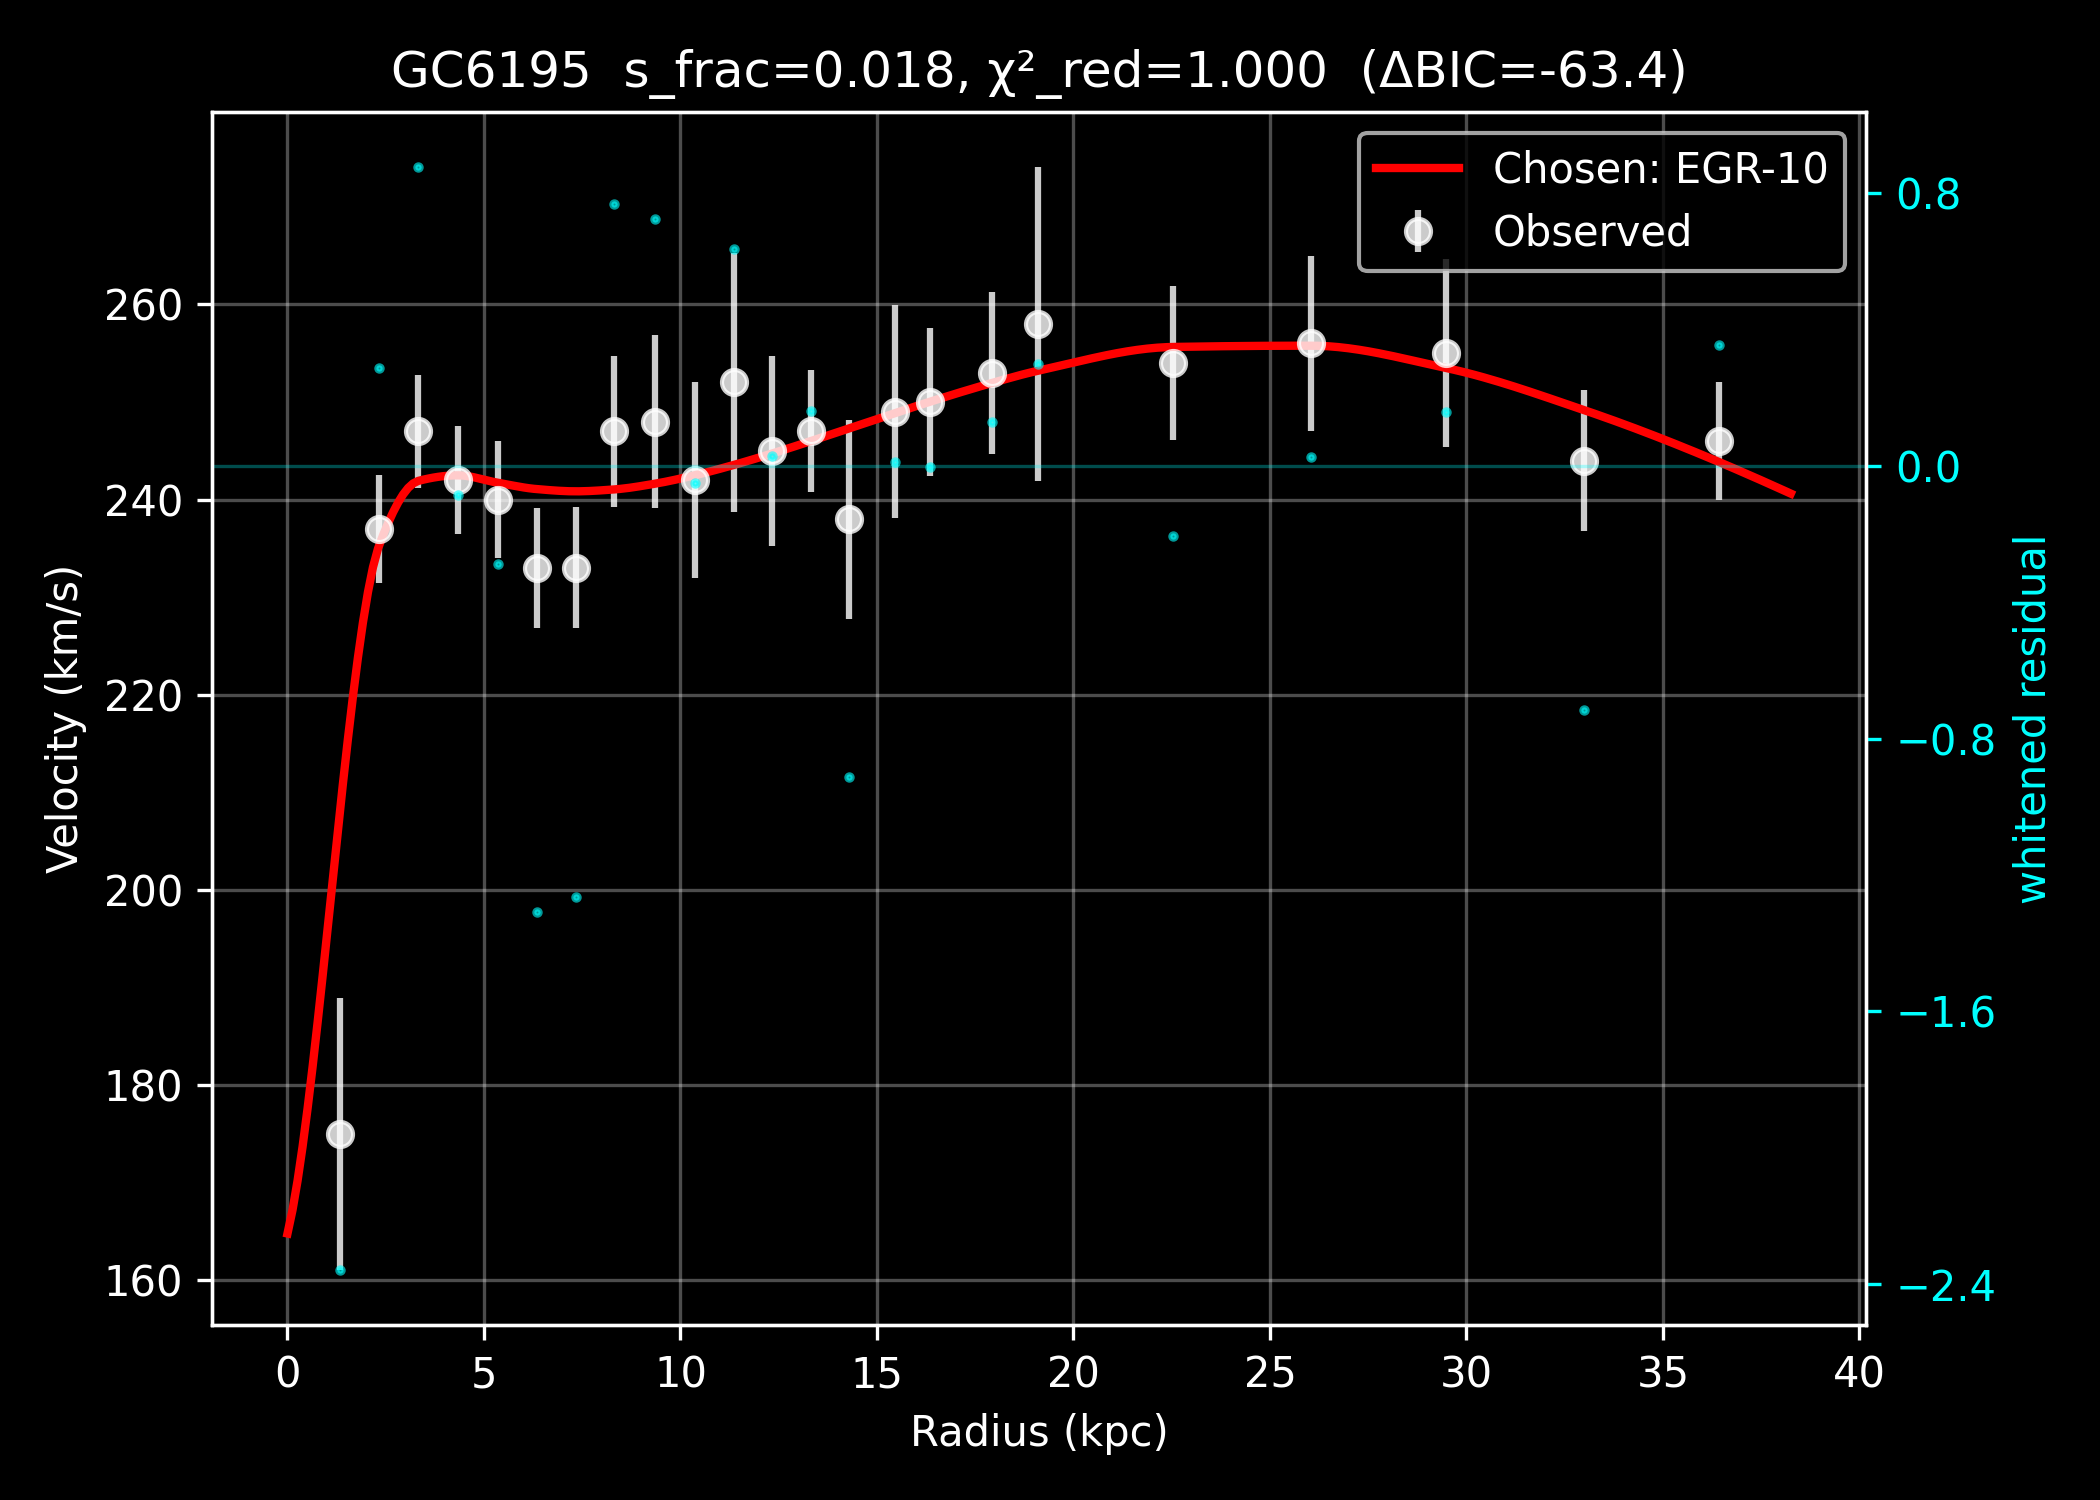 GC6195  s_frac=0.018, χ²_red=1.000  (ΔBIC=-63.4)
Chosen: EGR-10
Observed
Velocity (km/s)
260
240
220
200
180
160
0.8
0.0
−0.8
−1.6
−2.4
whitened residual
0 5 10 15 20 25 30 35 40
Radius (kpc)